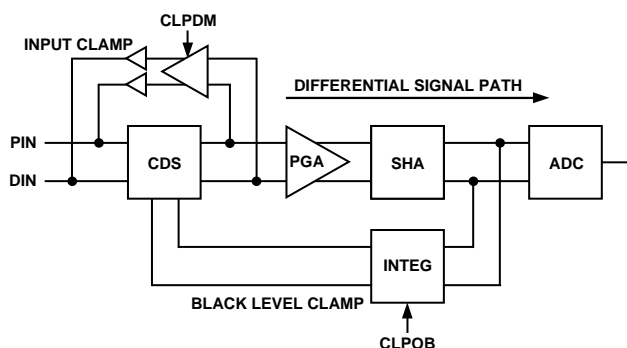 CLPDM
INPUT CLAMP
DIFFERENTIAL SIGNAL PATH
PIN
DIN
CDS
PGA
SHA
ADC
INTEG
BLACK LEVEL CLAMP
CLPOB